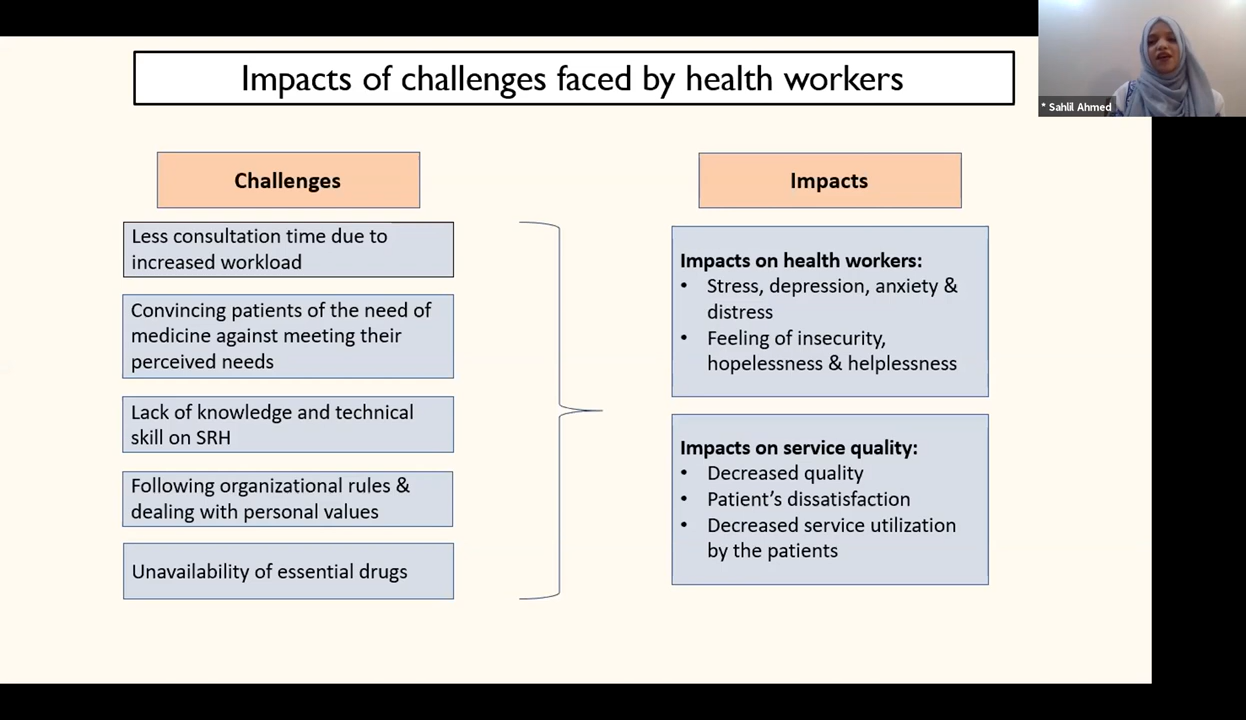 Impacts of challenges faced by health workers
* Sahlil Ahmed
Challenges
Less consultation time due to
increased workload
Convincing patients of the need of
medicine against meeting their
perceived needs
Lack of knowledge and technical
skill on SRH
Following organizational rules &
dealing with personal values
Unavailability of essential drugs
Impacts
Impacts on health workers:
• Stress, depression, anxiety &
distress
• Feeling of insecurity,
hopelessness & helplessness
Impacts on service quality:
• Decreased quality
• Patient’s dissatisfaction
• Decreased service utilization
by the patients